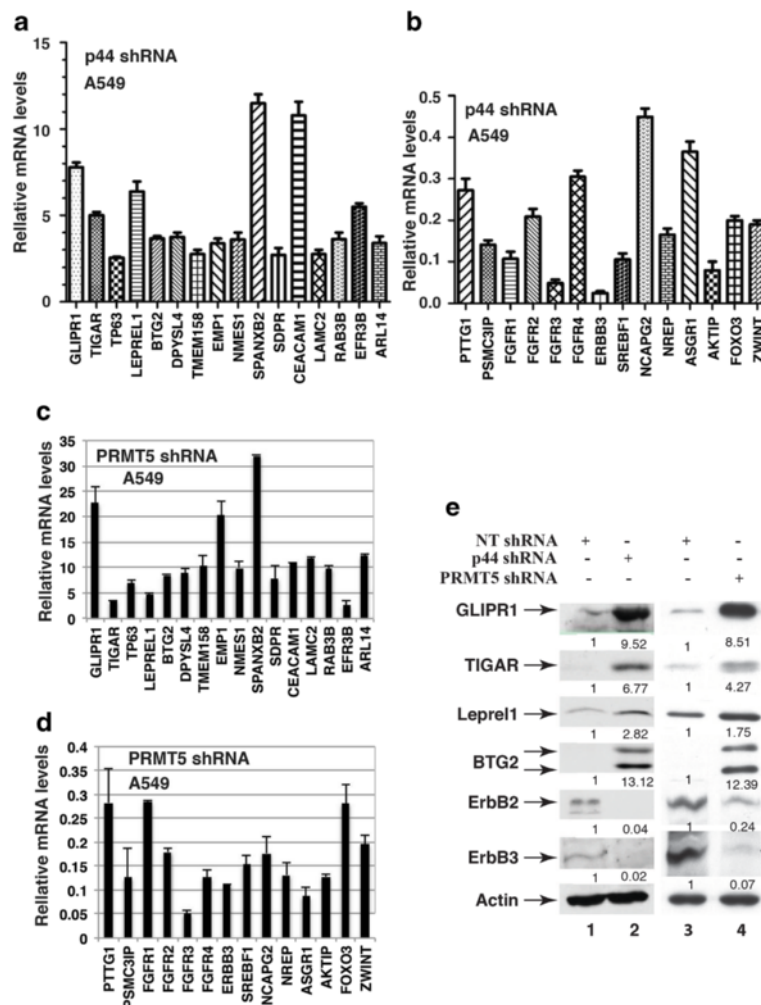 a
p44 shRNA
A549
Rellative mRNA levels
15
10
5
0
GLIPR1
TIGAR
TP63
LEPREL1
BTG2
DPYSL4
TMEM158
EMP1
NMES1
SPANXB2
SDPR
CEACAM1
LAMC2
RAB3B
EFR3B
ARL14
b
p44 shRNA
A549
Rellative mRNA levels
0.5
0.4
0.3
0.2
0.1
0.0
PTTG1
PSMC3IP
FGFR1
FGFR2
FGFR3
FGFR4
ERBB3
SREBF1
NCAPG2
NREP
ASGR1
AKTIP
FOXO3
ZWINT
c
PRMT5 shRNA
A549
Rellative mRNA levels
35
30
25
20
15
10
5
0
GLIPR1
TIGAR
TP63
LEPREL1
BTG2
DPYSL4
TMEM158
EMP1
NMES1
SPANXB2
SDPR
CEACAM1
LAMC2
RAB3B
EFR3B
ARL14
d
PRMT5 shRNA
A549
Rellative mRNA levels
0.4
0.35
0.3
0.25
0.2
0.15
0.1
0.05
0
PTTG1
PSMC3IP
FGFR1
FGFR2
FGFR3
FGFR4
ERBB3
SREBF1
NCAPG2
NREP
ASGR1
AKTIP
FOXO3
ZWINT
e
NT shRNA + - + -
p44 shRNA - + - -
PRMT5 shRNA - - - +
GLIPR1
1 9.52 1 8.51
TIGAR
1 6.77 1 4.27
Leprel1
1 2.82 1 1.75
BTG2
1 13.12 1 12.39
ErbB2
1 0.04 1 0.24
ErbB3
1 0.02 1 0.07
Actin
1 2 3 4